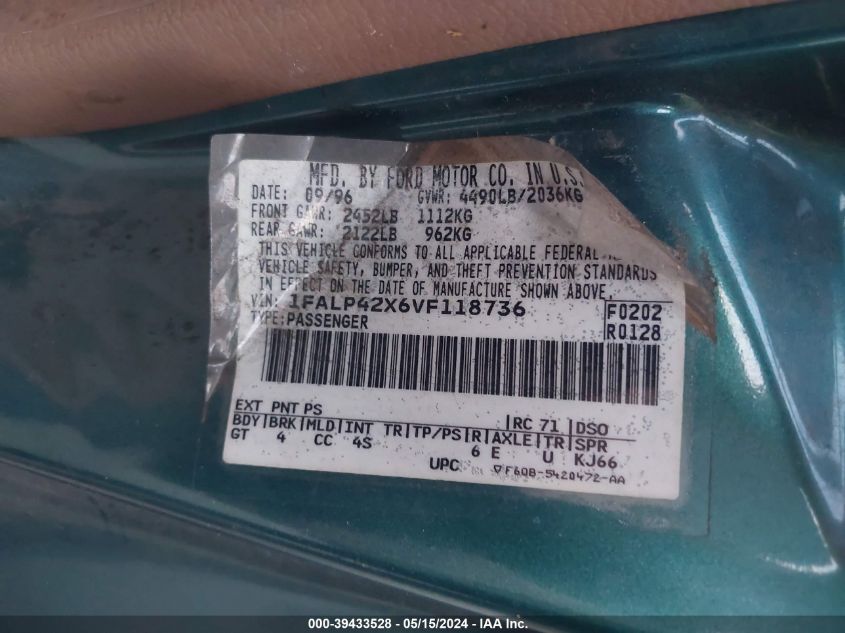 MFD. BY FORD MOTOR CO. IN U.S.
DATE: 09/96 GVWR: 4490LB/2036KG
FRONT GAWR: 2452LB 1112KG
REAR GAWR: 2122LB 962KG
THIS VEHICLE CONFORMS TO ALL APPLICABLE FEDERAL
VEHICLE SAFETY, BUMPER, AND THEFT PREVENTION STANDARDS
IN EFFECT ON THE DATE OF MANUFACTURE SHOWN ABOVE.
VIN: 1FALP42X6VF118736 F0202
TYPE: PASSENGER R0128
EXT PNT PS RC 71 DSO
BDY BRK MLD INT TR TP/PS R AXLE TR SPR
GT 4 CC 4S 6 E U KJ66
UPC ▽F60B-5420472-AA
000-39433528 - 05/15/2024 - IAA